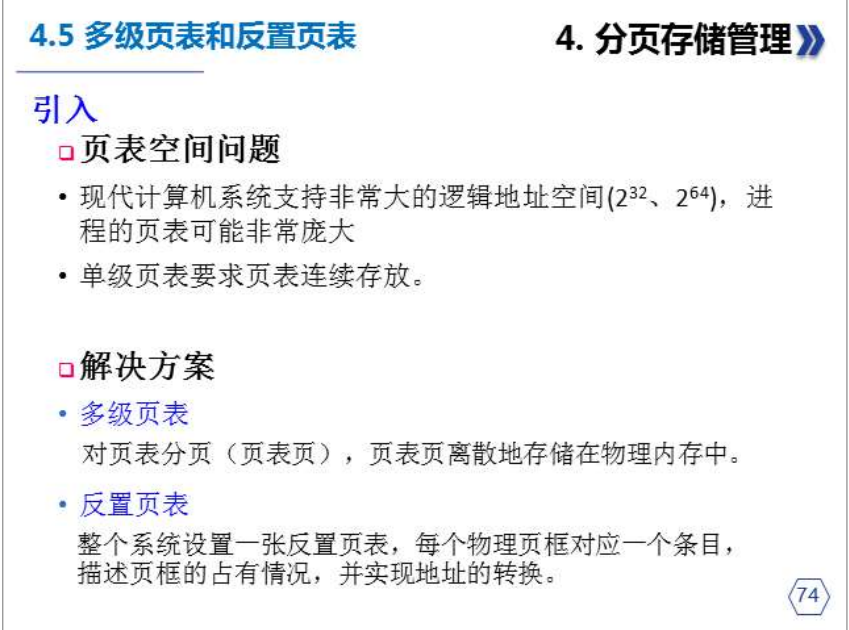 4.5 多级页表和反置页表
4. 分页存储管理
引入
页表空间问题
• 现代计算机系统支持非常大的逻辑地址空间(2³²、2⁶⁴)，进
程的页表可能非常庞大
• 单级页表要求页表连续存放。
解决方案
• 多级页表
对页表分页（页表页），页表页离散地存储在物理内存中。
• 反置页表
整个系统设置一张反置页表，每个物理页框对应一个条目，
描述页框的占有情况，并实现地址的转换。
74